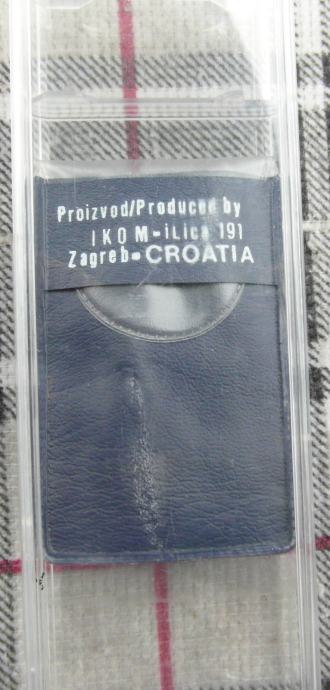 Proizvod/Produced by
IKOM-iLica 191
Zagreb-CROATIA